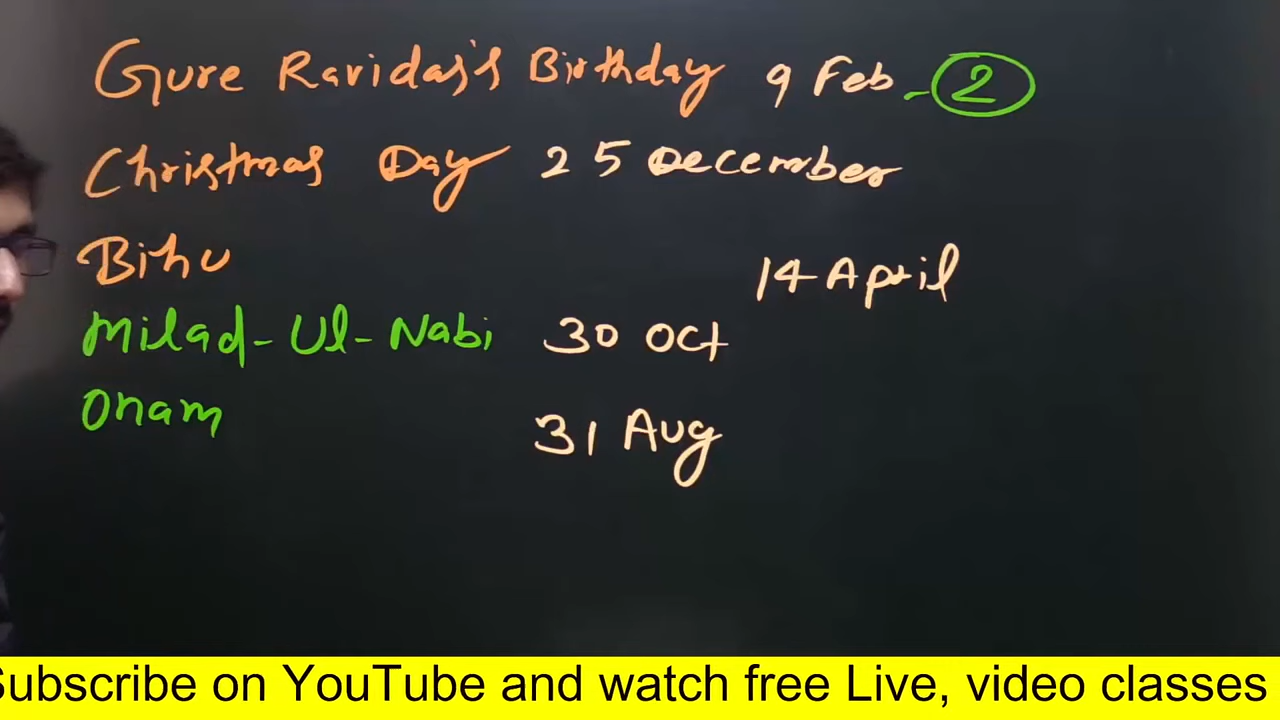 Gure Ravidas's Birthday 9 Feb - 2
Christmas Day 25 December
Bihu 14 April
Milad-Ul-Nabi 30 Oct
Onam 31 Aug
Subscribe on YouTube and watch free Live, video classes